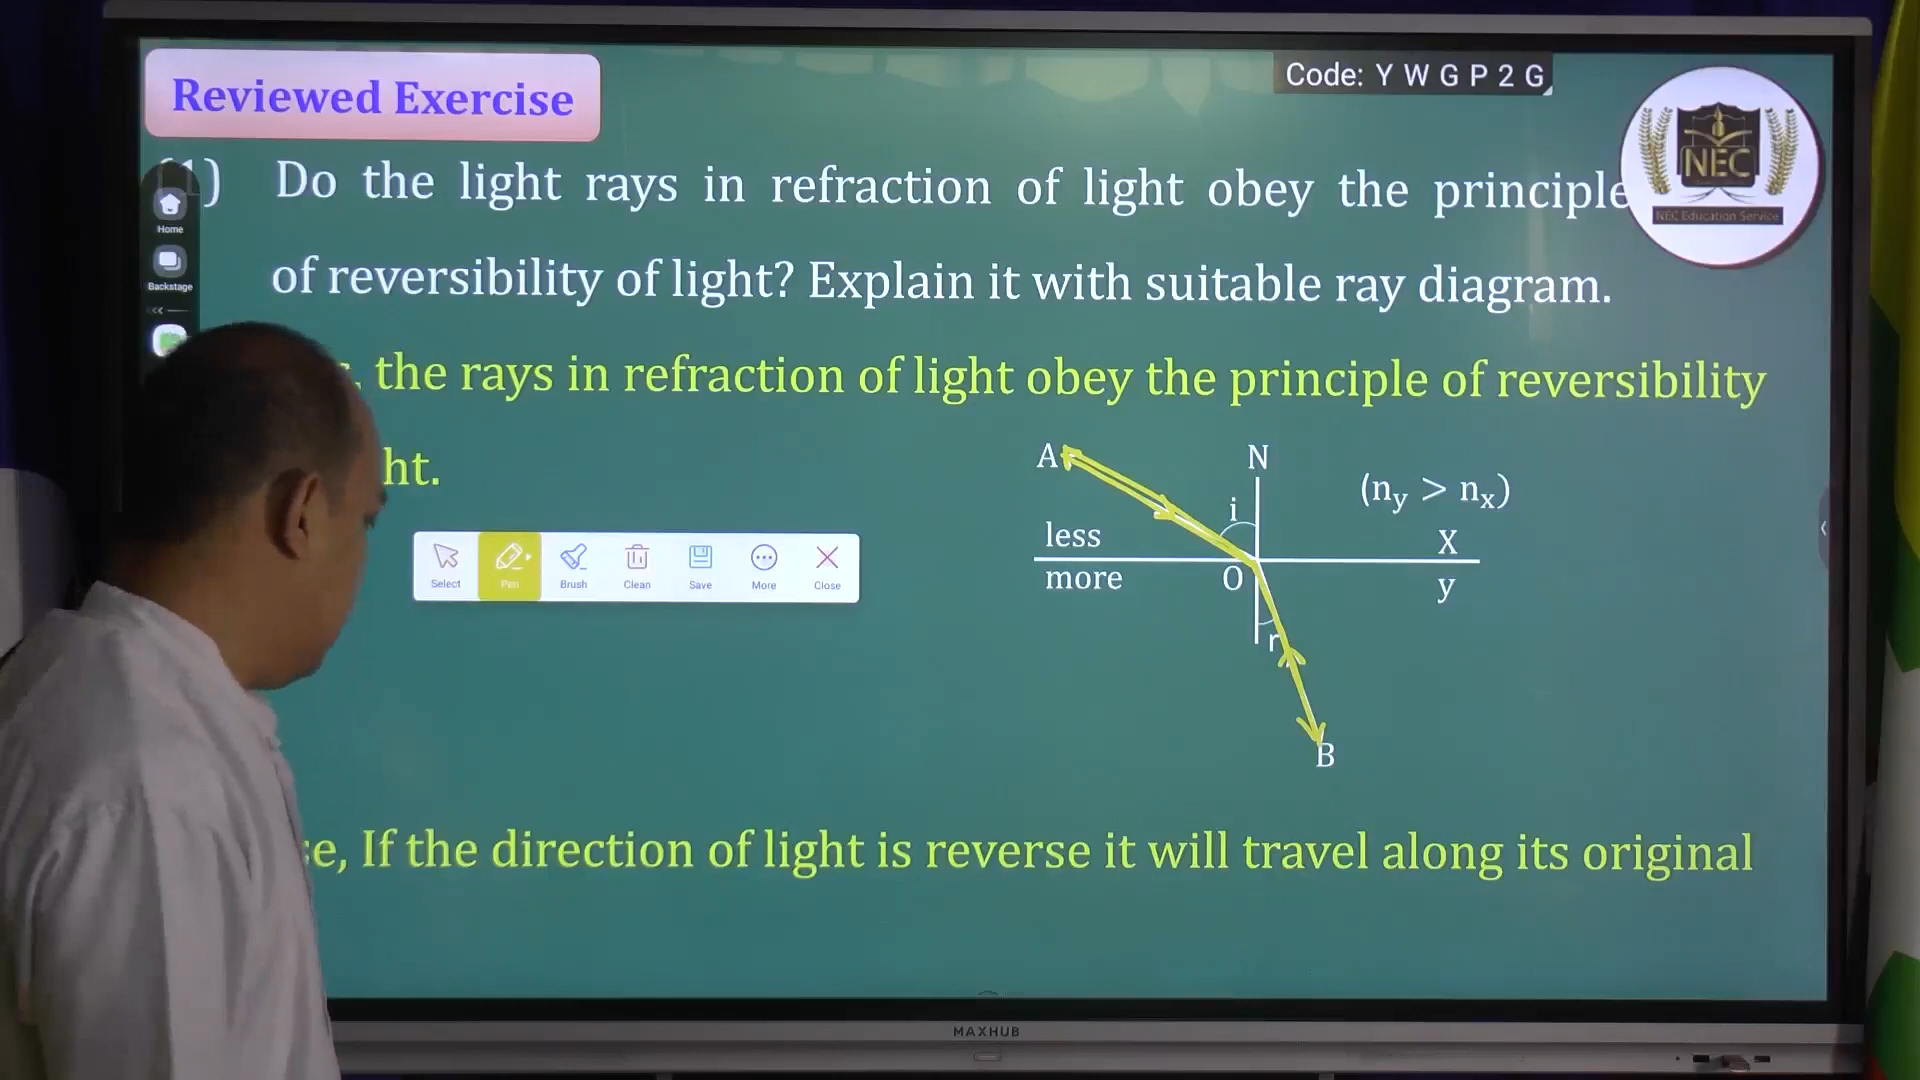 Reviewed Exercise
Code: Y W G P 2 G
NEC
NEC Education Service
(1) Do the light rays in refraction of light obey the principle
of reversibility of light? Explain it with suitable ray diagram.
Home
Backstage
, the rays in refraction of light obey the principle of reversibility
ht.
A
N
(ny > nx)
i
less
X
more
O
y
r
B
Select
Pen
Brush
Clean
Save
More
Close
e, If the direction of light is reverse it will travel along its original
MAXHUB